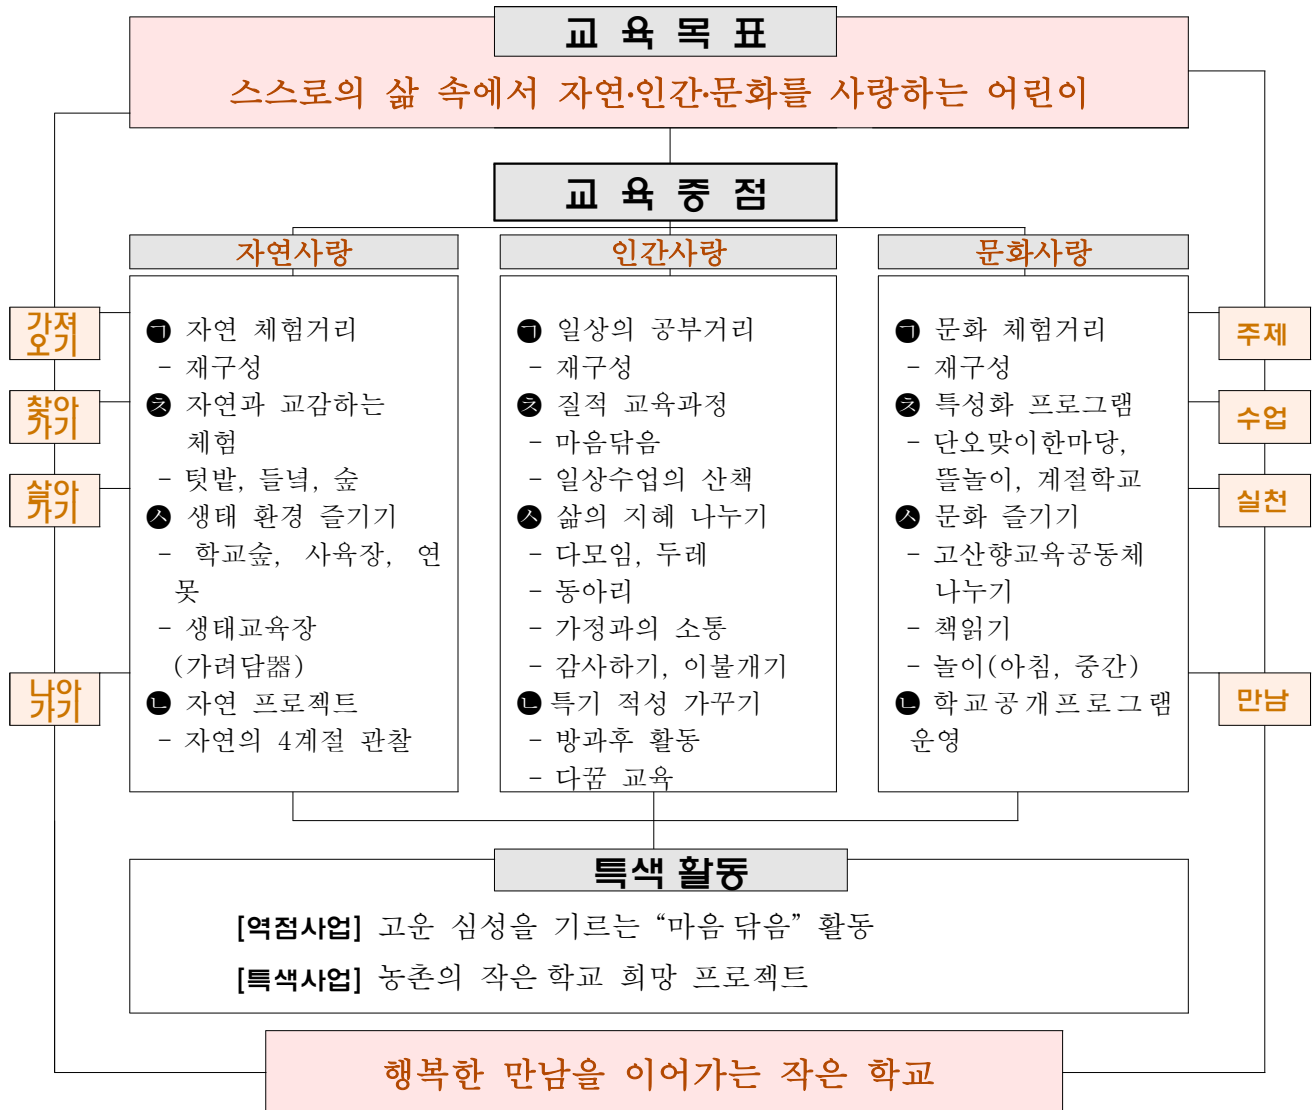 교 육 목 표
스스로의 삶 속에서 자연·인간·문화를 사랑하는 어린이
교 육 중 점
자연사랑
인간사랑
문화사랑
가져
오기
찾아
가기
살아
가기
나아
가기
㉠ 자연 체험거리
- 재구성
㉨ 자연과 교감하는
체험
- 텃밭, 들녘, 숲
㉦ 생태 환경 즐기기
- 학교숲, 사육장, 연
못
- 생태교육장
(가려담器)
㉡ 자연 프로젝트
- 자연의 4계절 관찰
㉠ 일상의 공부거리
- 재구성
㉨ 질적 교육과정
- 마음닦음
- 일상수업의 산책
㉦ 삶의 지혜 나누기
- 다모임, 두레
- 동아리
- 가정과의 소통
- 감사하기, 이불개기
㉡ 특기 적성 가꾸기
- 방과후 활동
- 다꿈 교육
㉠ 문화 체험거리
- 재구성
㉨ 특성화 프로그램
- 단오맞이한마당,
뜰놀이, 계절학교
㉦ 문화 즐기기
- 고산향교육공동체
나누기
- 책읽기
- 놀이(아침, 중간)
㉡ 학교공개프로그램
운영
주제
수업
실천
만남
특색 활동
[역점사업] 고운 심성을 기르는 “마음 닦음” 활동
[특색사업] 농촌의 작은 학교 희망 프로젝트
행복한 만남을 이어가는 작은 학교